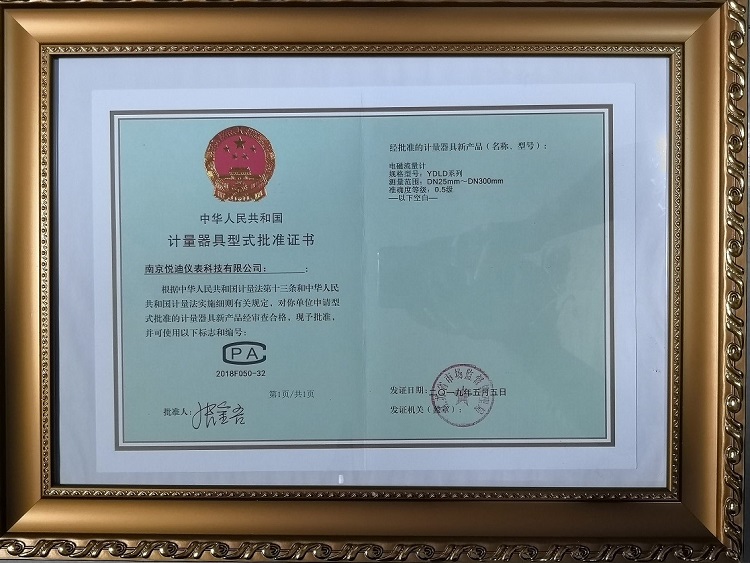 中华人民共和国
计量器具型式批准证书
南京悦迪仪表科技有限公司：
根据中华人民共和国计量法第十三条和中华人民
共和国计量法实施细则有关规定，对你单位申请型
式批准的计量器具新产品经审查合格，现予批准，
并可使用以下标志和编号：
CPA
2018F050-32
第1页/共1页
批准人：
经批准的计量器具新产品（名称、型号）：
电磁流量计
规格型号：YDLD系列
测量范围：DN25mm～DN300mm
准确度等级：0.5级
——以下空白——
发证日期：二〇一九年五月五日
发证机关（盖章）：
省市场监督